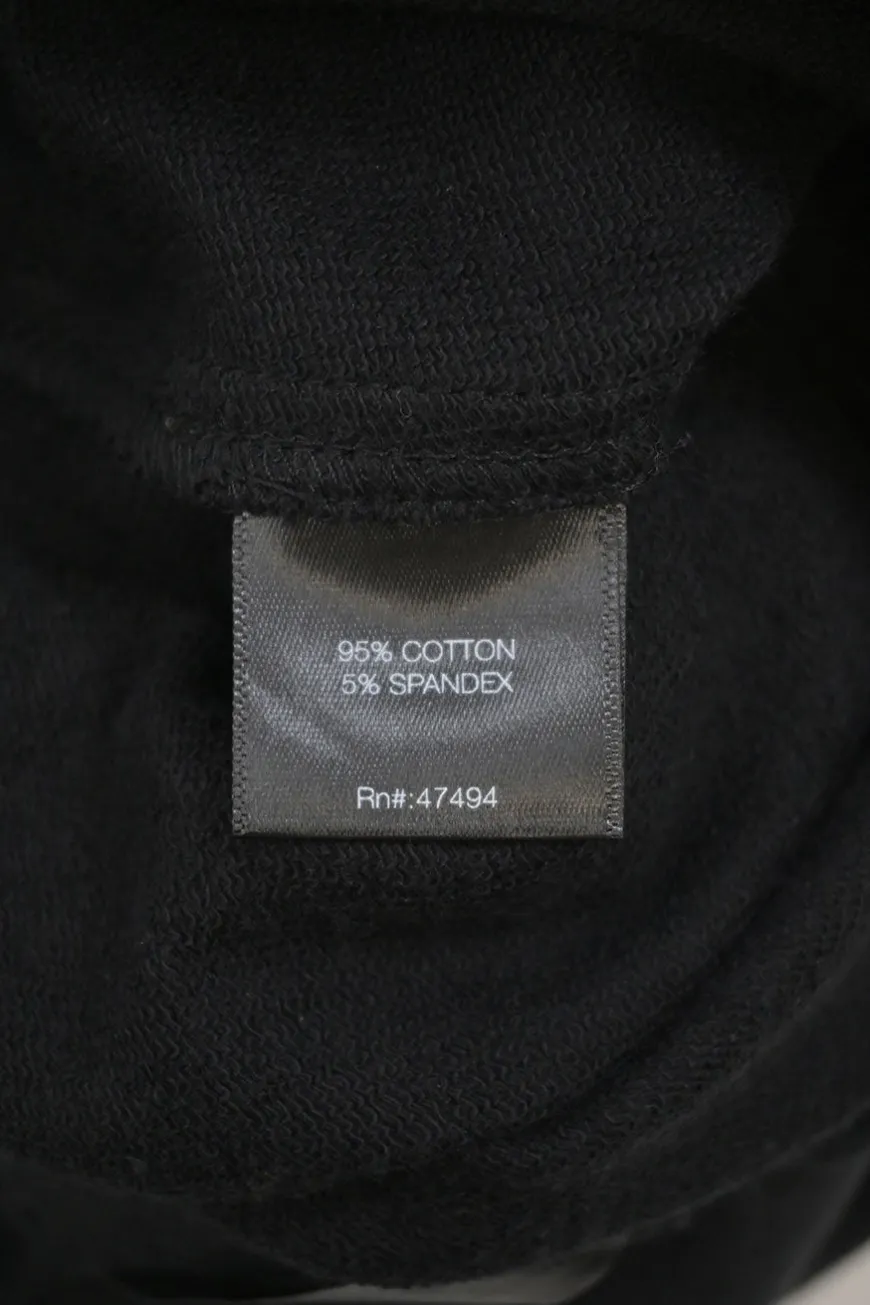 95% COTTON
5% SPANDEX
Rn#:47494